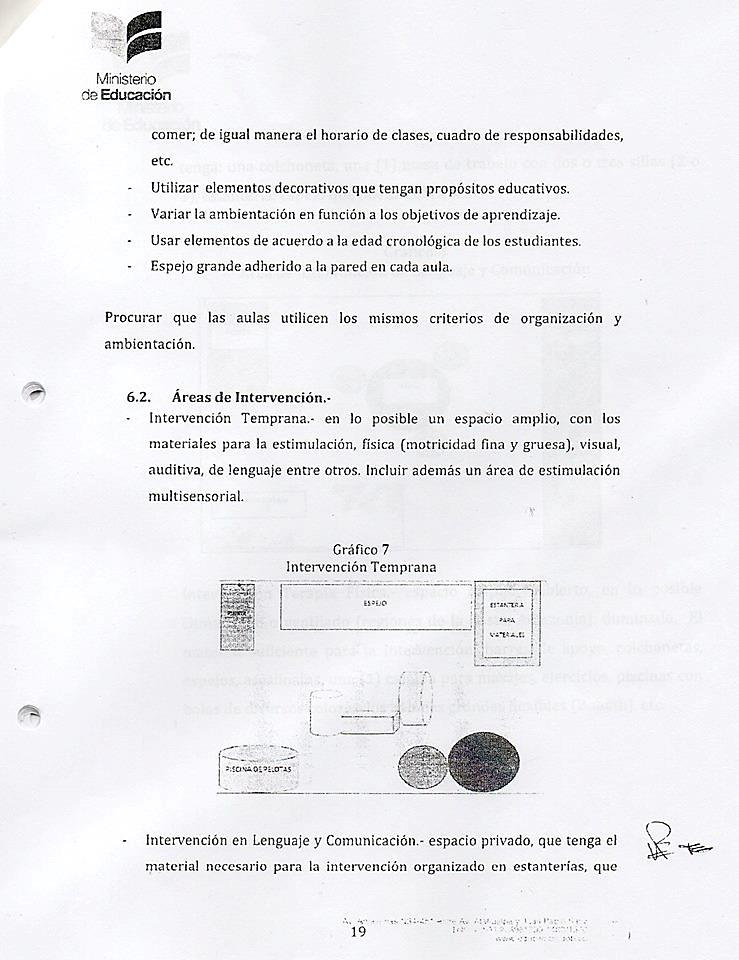 Ministerio
de Educación
comer; de igual manera el horario de clases, cuadro de responsabilidades,
etc.
- Utilizar elementos decorativos que tengan propósitos educativos.
- Variar la ambientación en función a los objetivos de aprendizaje.
- Usar elementos de acuerdo a la edad cronológica de los estudiantes.
- Espejo grande adherido a la pared en cada aula.
Procurar que las aulas utilicen los mismos criterios de organización y
ambientación.
6.2. Áreas de Intervención.-
- Intervención Temprana.- en lo posible un espacio amplio, con los
materiales para la estimulación, física (motricidad fina y gruesa), visual,
auditiva, de lenguaje entre otros. Incluir además un área de estimulación
multisensorial.
Gráfico 7
Intervención Temprana
ESPEJO
ESTANTERIA
PARA
MATERIALES
PISCINA DE PELOTAS
- Intervención en Lenguaje y Comunicación.- espacio privado, que tenga el
material necesario para la intervención organizado en estanterías, que
19